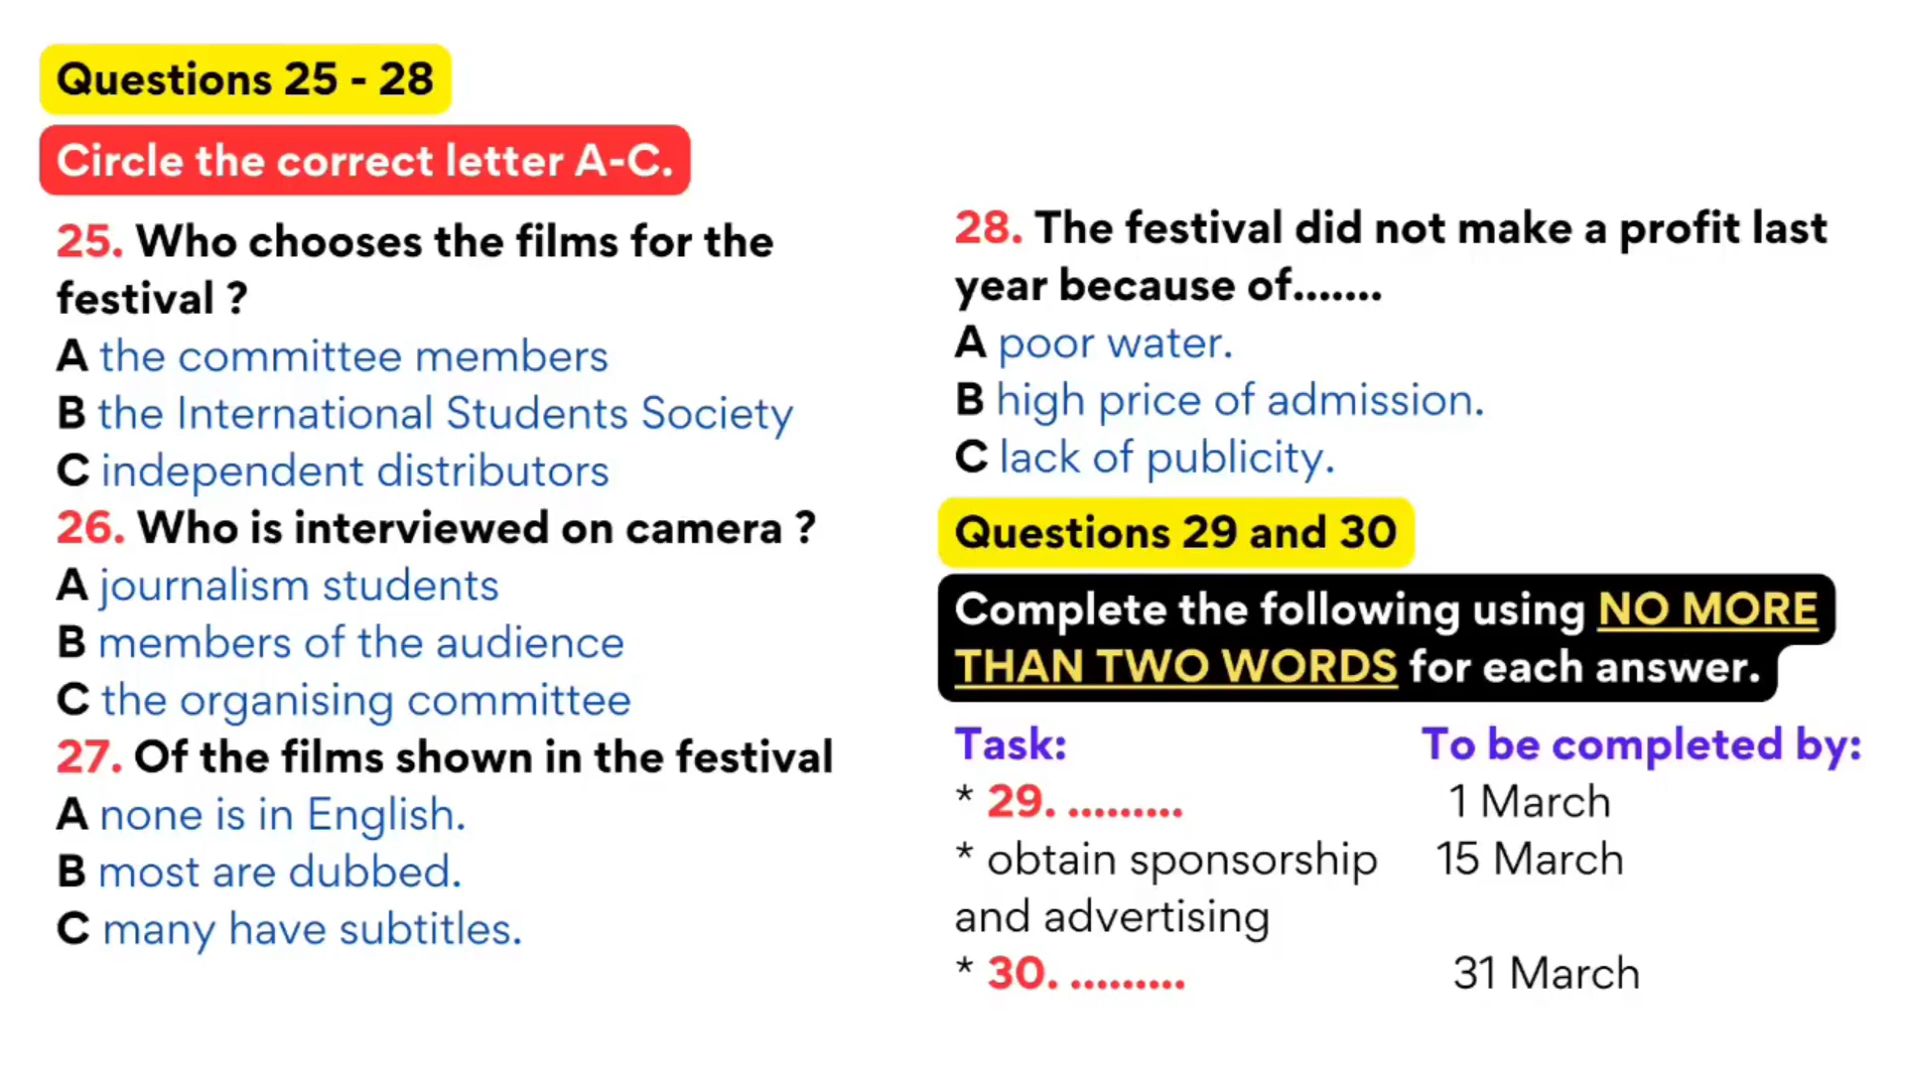 Questions 25 - 28
Circle the correct letter A-C.
25. Who chooses the films for the
festival ?
A the committee members
B the International Students Society
C independent distributors
26. Who is interviewed on camera ?
A journalism students
B members of the audience
C the organising committee
27. Of the films shown in the festival
A none is in English.
B most are dubbed.
C many have subtitles.
28. The festival did not make a profit last
year because of.......
A poor water.
B high price of admission.
C lack of publicity.
Questions 29 and 30
Complete the following using NO MORE
THAN TWO WORDS for each answer.
Task: To be completed by:
* 29. ......... 1 March
* obtain sponsorship 15 March
and advertising
* 30. ......... 31 March